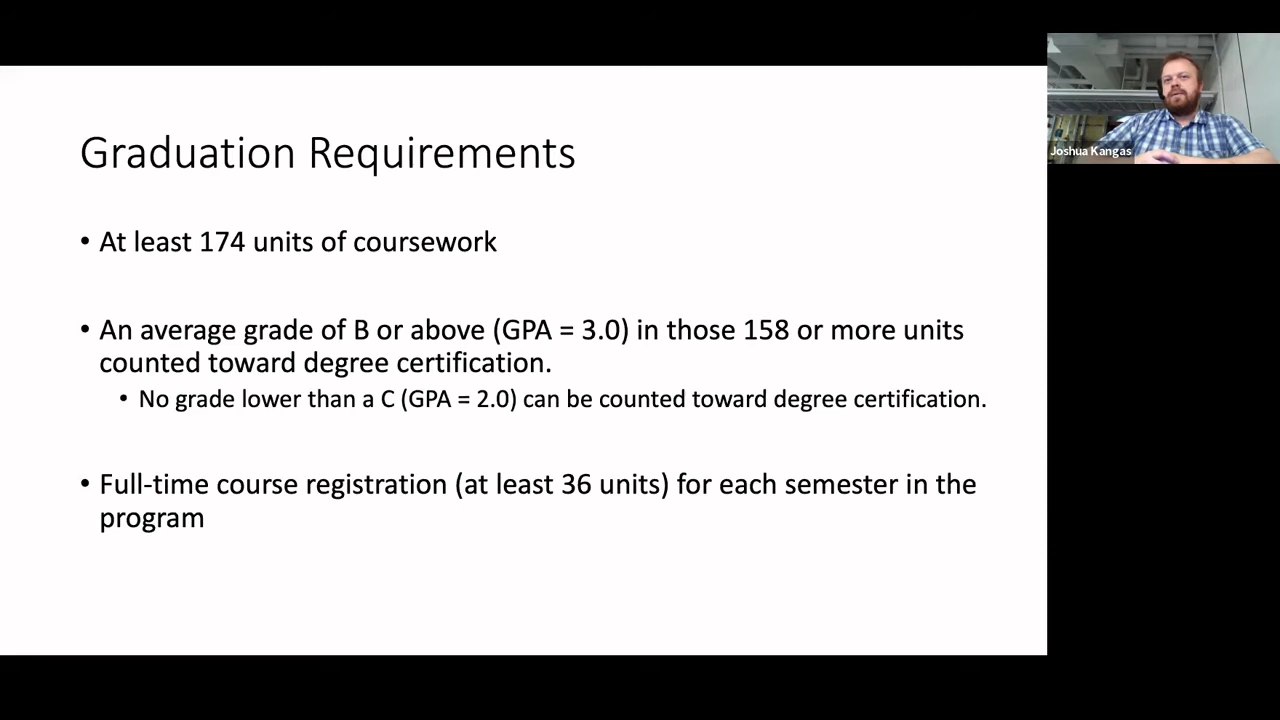 Graduation Requirements
• At least 174 units of coursework
• An average grade of B or above (GPA = 3.0) in those 158 or more units
counted toward degree certification.
• No grade lower than a C (GPA = 2.0) can be counted toward degree certification.
• Full-time course registration (at least 36 units) for each semester in the
program
Joshua Kangas